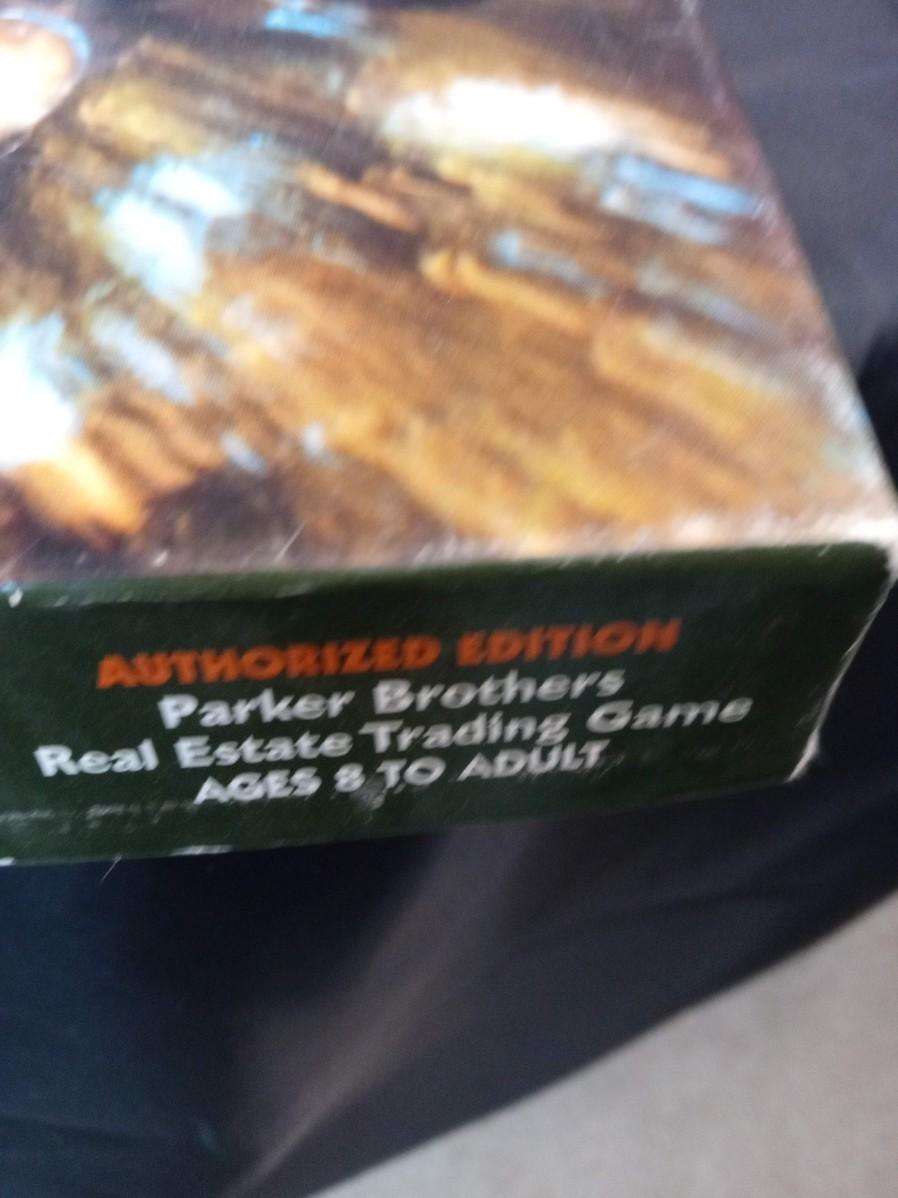 AUTHORIZED EDITION
Parker Brothers
Real Estate Trading Game
AGES 8 TO ADULT